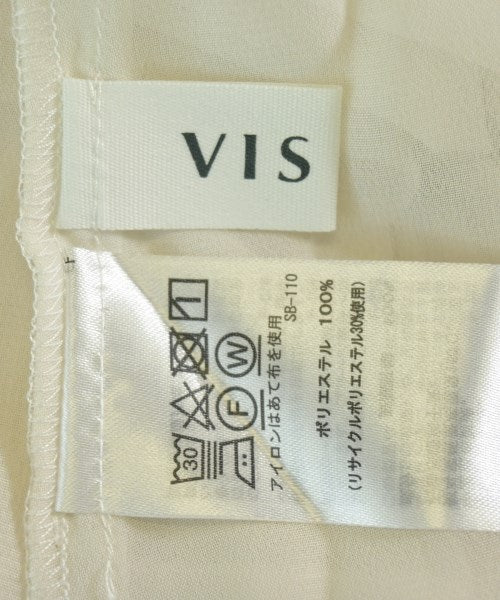 VIS
F
30
F W
アイロンはあて布を使用
SB-110
ポリエステル 100%
(リサイクルポリエステル30%使用)